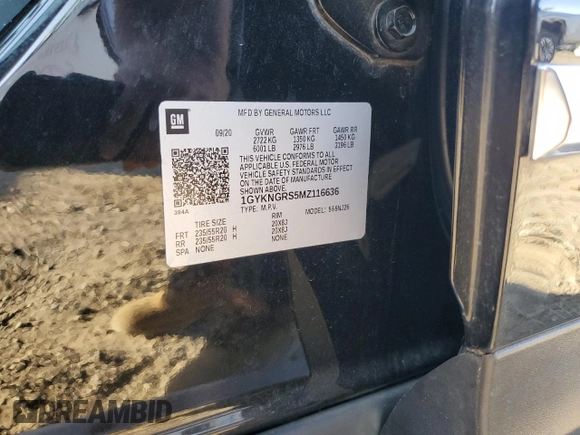 GM
MFD BY GENERAL MOTORS LLC
09/20 GVWR GAWR FRT GAWR RR
2722 KG 1350 KG 1450 KG
6001 LB 2976 LB 3196 LB
THIS VEHICLE CONFORMS TO ALL
APPLICABLE U.S. FEDERAL MOTOR
VEHICLE SAFETY STANDARDS IN EFFECT
ON THE DATE OF MANUFACTURE
SHOWN ABOVE.
1GYKNGRS5MZ116636
384A TYPE: M.P.V. MODEL:
TIRE SIZE RIM
FRT 235/55R20 H 20X8J
RR 235/55R20 H 20X8J
SPA NONE NONE
DREAMBID